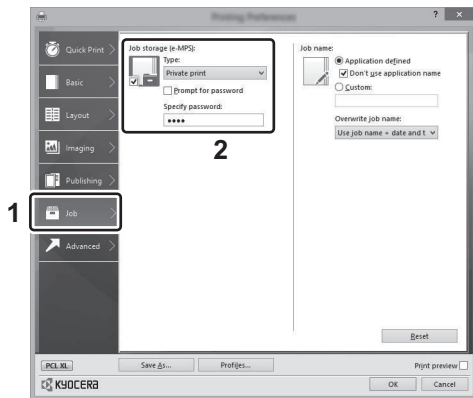 Printing Preferences
? ×
Quick Print
Basic
Layout
Imaging
Publishing
1
Job
Advanced
Job storage (e-MPS):
Type:
Private print
Prompt for password
Specify password:
••••
2
Job name:
Application defined
Don't use application name
Custom:
Overwrite job name:
Use job name + date and t
Reset
PCL XL
Save As...
Profiles...
Print preview
KYOCERA
OK
Cancel